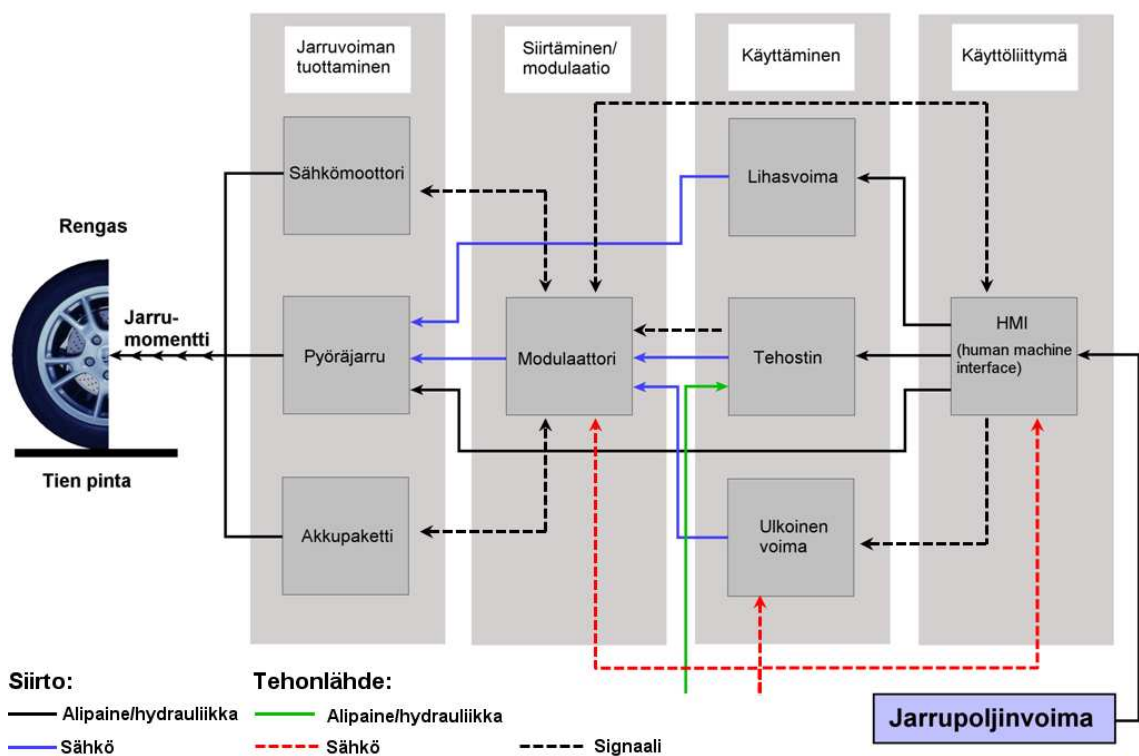 Jarruvoiman
tuottaminen
Siirtäminen/
modulaatio
Käyttäminen
Käyttöliittymä
Sähkömoottori
Lihasvoima
Rengas
Jarru-
momentti
Pyöräjarru
Modulaattori
Tehostin
HMI
(human machine
interface)
Tien pinta
Akkupaketti
Ulkoinen
voima
Siirto:
Tehonlähde:
Alipaine/hydrauliikka
Alipaine/hydrauliikka
Sähkö
Sähkö
Signaali
Jarrupoljinvoima